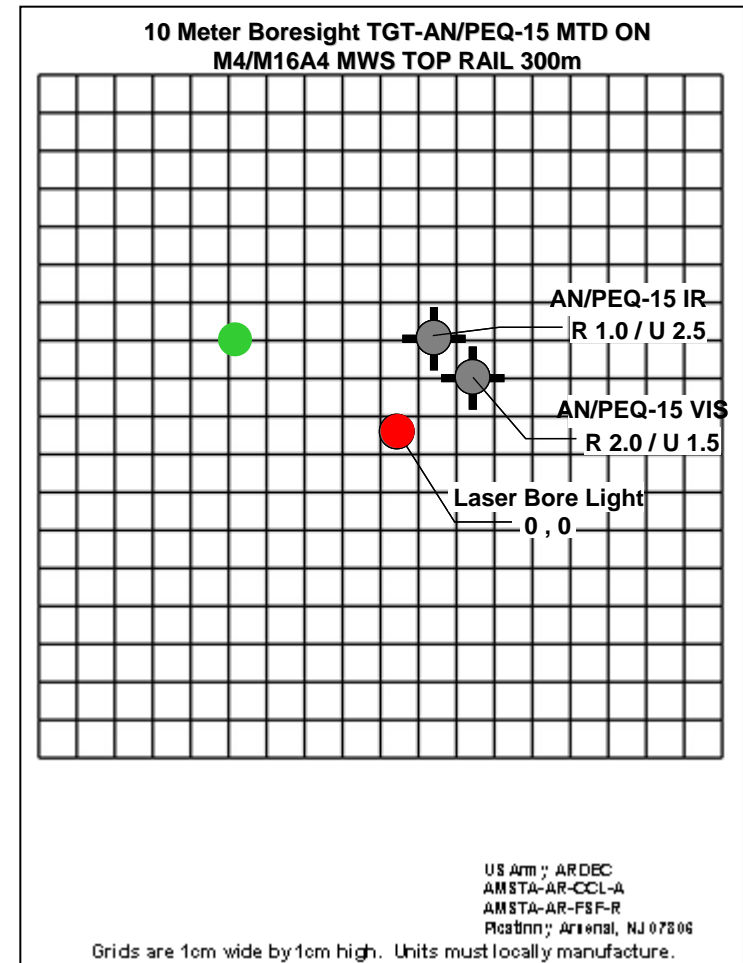 10 Meter Boresight TGT-AN/PEQ-15 MTD ON
M4/M16A4 MWS TOP RAIL 300m
AN/PEQ-15 IR
R 1.0 / U 2.5
AN/PEQ-15 VIS
R 2.0 / U 1.5
Laser Bore Light
0 , 0
US Army ARDEC
AMSTA-AR-CCL-A
AMSTA-AR-FSF-R
Picatinny Arsenal, NJ 07806
Grids are 1cm wide by 1cm high. Units must locally manufacture.